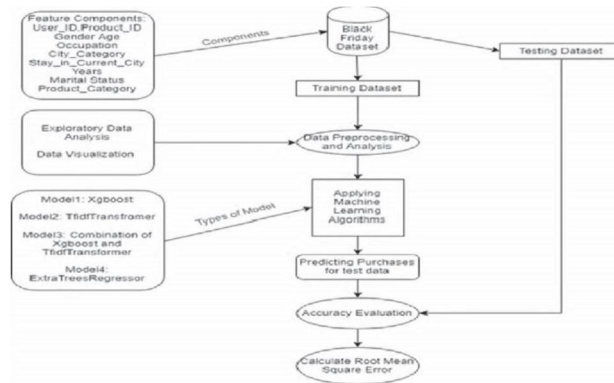 Feature Components:
User_ID,Product_ID
Gender Age
Occupation
City_Category
Stay_in_Current_City
Years
Marital Status
Product_Category
Components
Black
Friday
Dataset
Testing Dataset
Training Dataset
Exploratory Data
Analysis
Data Visualization
Data Preprocessing
and Analysis
Model1: Xgboost
Model2: TfidfTransfromer
Model3: Combination of
Xgboost and
TfidfTransformer
Model4:
ExtraTreesRegressor
Types of Model
Applying
Machine
Learning
Algorithms
Predicting Purchases
for test data
Accuracy Evaluation
Calculate Root Mean
Square Error